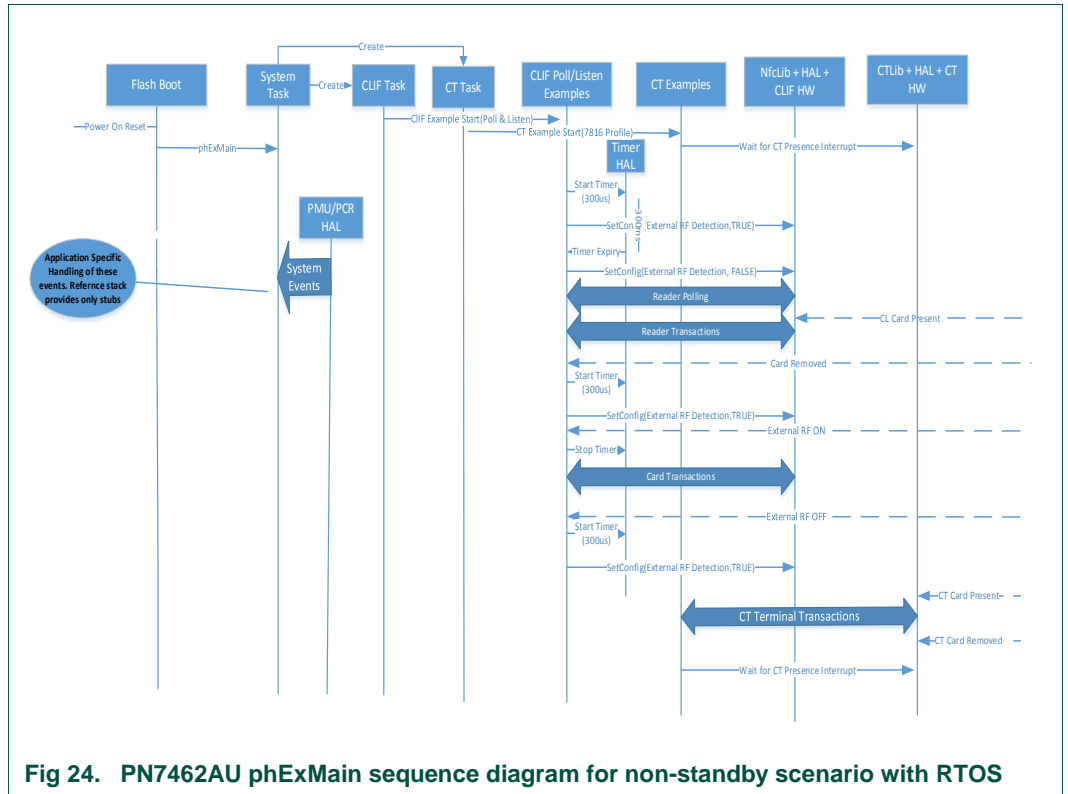 Create
Flash Boot
System
Task
Create
CLIF Task
CT Task
CLIF Poll/Listen
Examples
CT Examples
NfcLib + HAL +
CLIF HW
CTLib + HAL + CT
HW
Power On Reset
phExMain
ClIF Example Start(Poll & Listen)
CT Example Start(7816 Profile)
Wait for CT Presence Interrupt
Timer
HAL
Start Timer
(300us)
300ms
PMU/PCR
HAL
SetConfig(External RF Detection,TRUE)
Timer Expiry
Application Specific
Handling of these
events. Refernce stack
provides only stubs
System
Events
SetConfig(External RF Detection, FALSE)
Reader Polling
CL Card Present
Reader Transactions
Card Removed
Start Timer
(300us)
SetConfig(External RF Detection,TRUE)
External RF ON
Stop Timer
Card Transactions
External RF OFF
Start Timer
(300us)
SetConfig(External RF Detection,TRUE)
CT Card Present
CT Terminal Transactions
CT Card Removed
Wait for CT Presence Interrupt
Fig 24. PN7462AU phExMain sequence diagram for non-standby scenario with RTOS